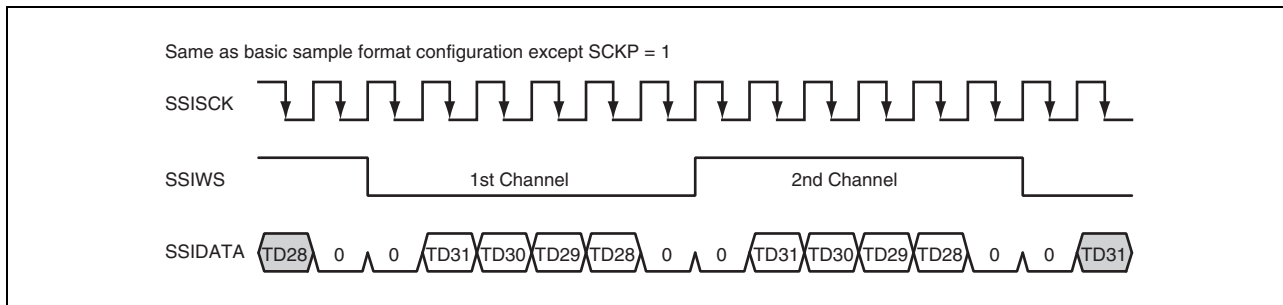 Same as basic sample format configuration except SCKP = 1
SSISCK
SSIWS 1st Channel 2nd Channel
SSIDATA TD28 0 0 TD31 TD30 TD29 TD28 0 0 TD31 TD30 TD29 TD28 0 0 TD31